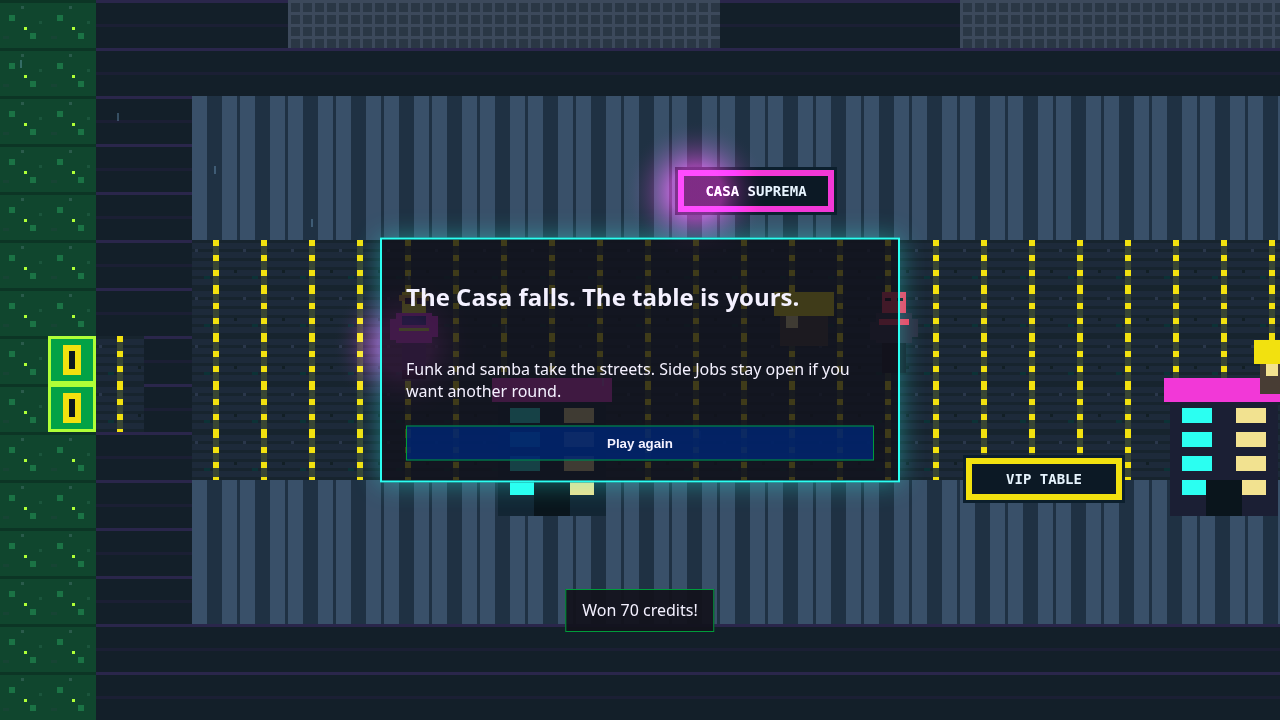 CASA SUPREMA
The Casa falls. The table is yours.
Funk and samba take the streets. Side Jobs stay open if you
want another round.
Play again
VIP TABLE
Won 70 credits!